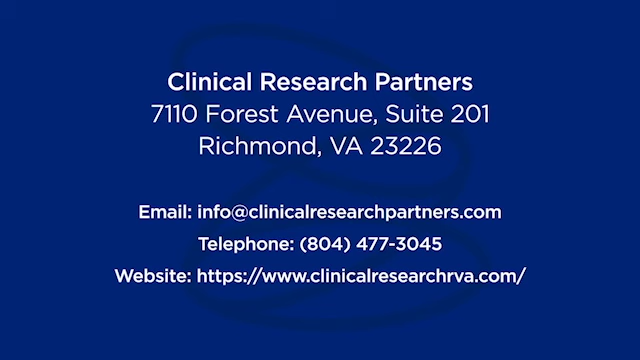 Clinical Research Partners
7110 Forest Avenue, Suite 201
Richmond, VA 23226
Email: info@clinicalresearchpartners.com
Telephone: (804) 477-3045
Website: https://www.clinicalresearchrva.com/